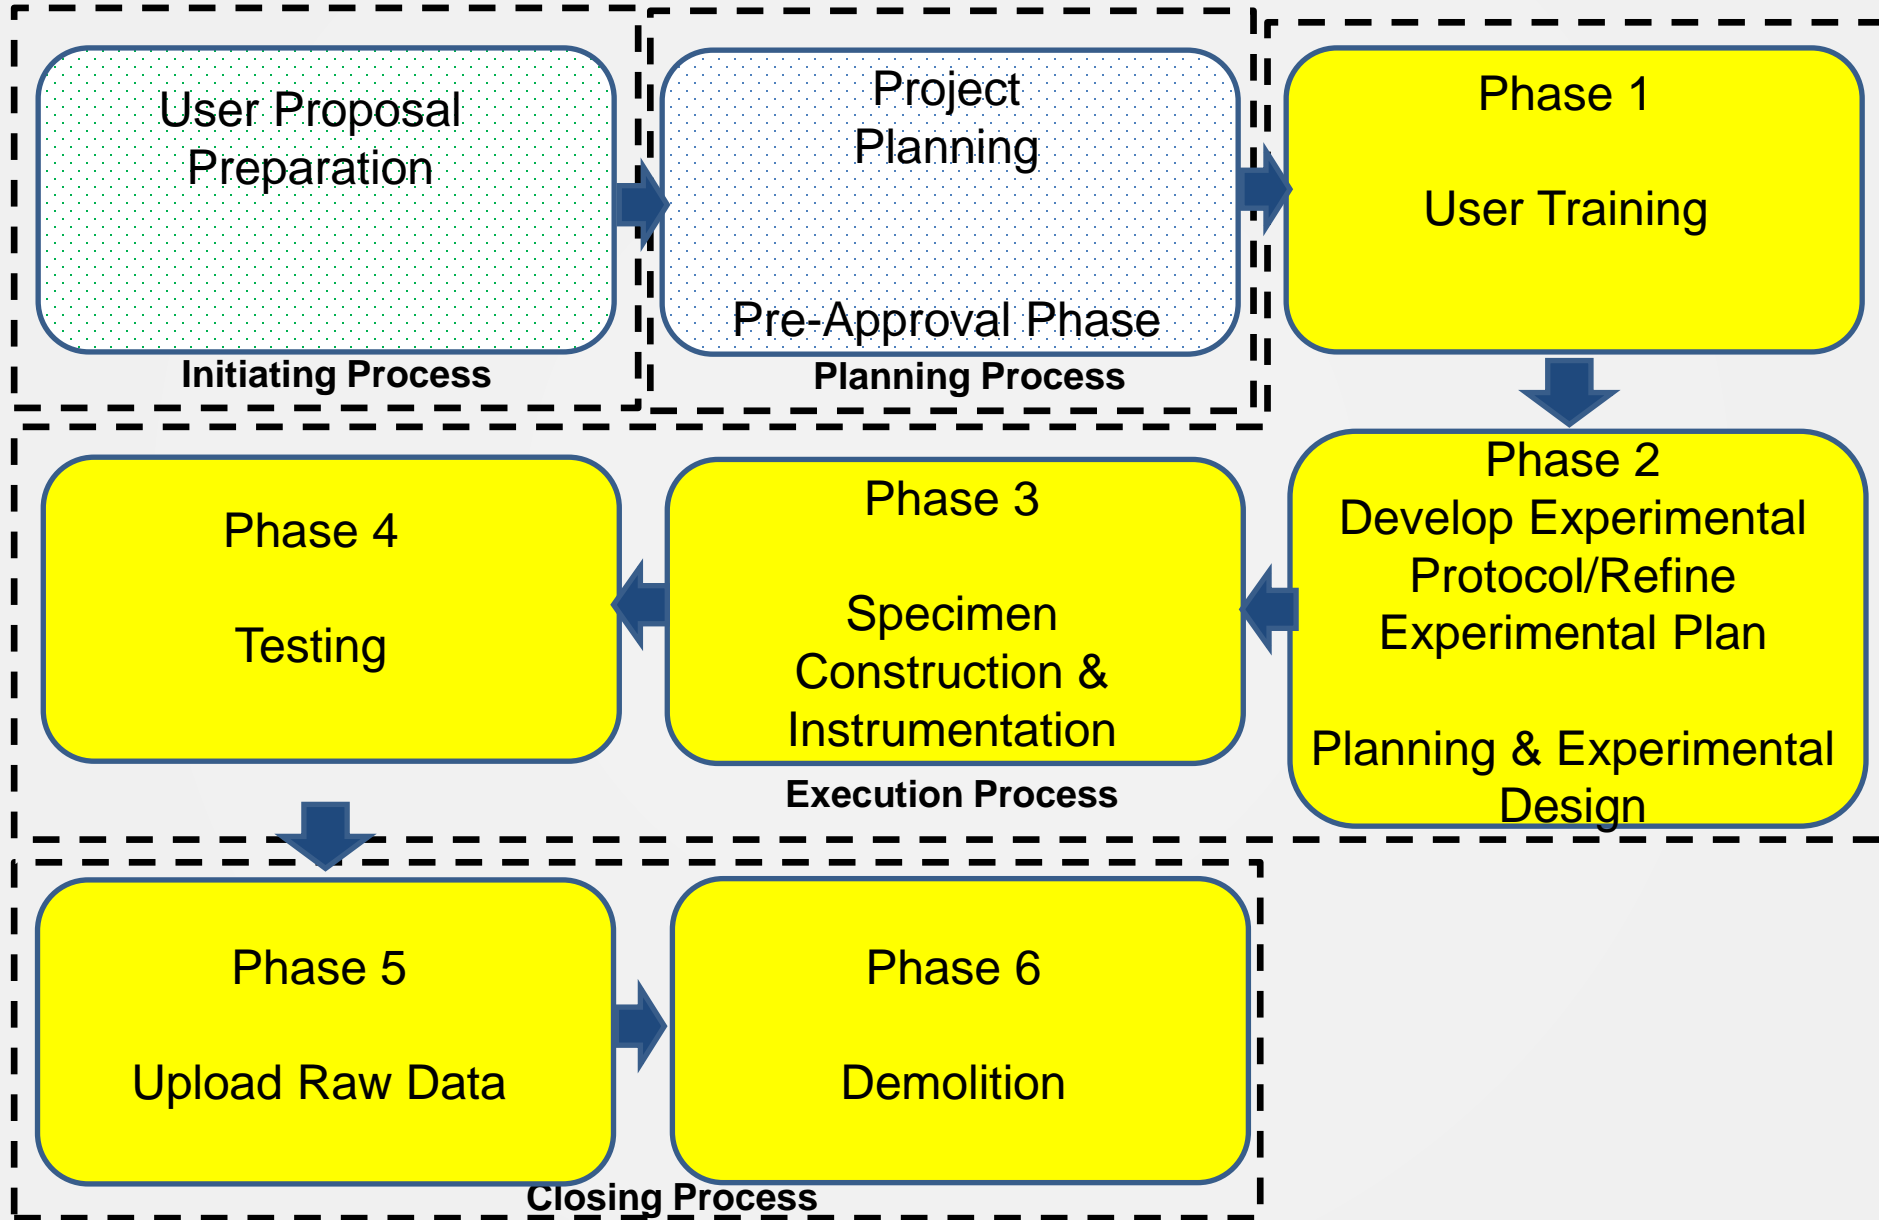 User Proposal
Preparation
Initiating Process
Project
Planning
Pre-Approval Phase
Planning Process
Phase 1
User Training
Phase 2
Develop Experimental
Protocol/Refine
Experimental Plan
Planning & Experimental
Design
Phase 3
Specimen
Construction &
Instrumentation
Phase 4
Testing
Execution Process
Phase 5
Upload Raw Data
Phase 6
Demolition
Closing Process